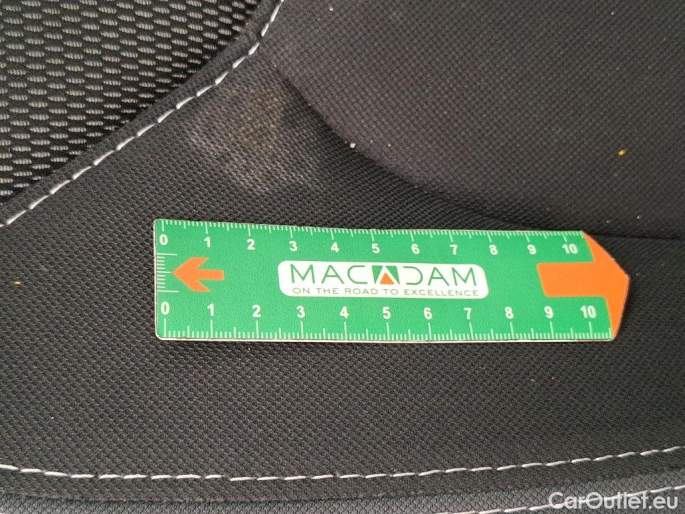 0 1 2 3 4 5 6 7 8 9 10
MACADAM
ON THE ROAD TO EXCELLENCE
0 1 2 3 4 5 6 7 8 9 10
CarOutlet.eu